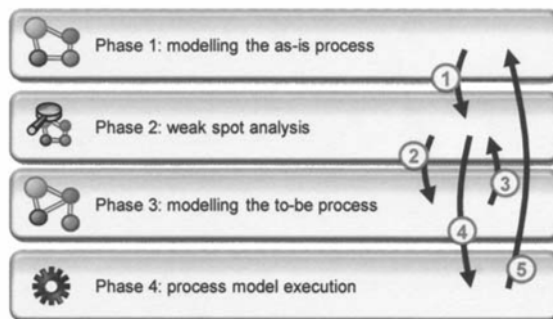 Phase 1: modelling the as-is process
1
Phase 2: weak spot analysis
2
3
Phase 3: modelling the to-be process
4
5
Phase 4: process model execution